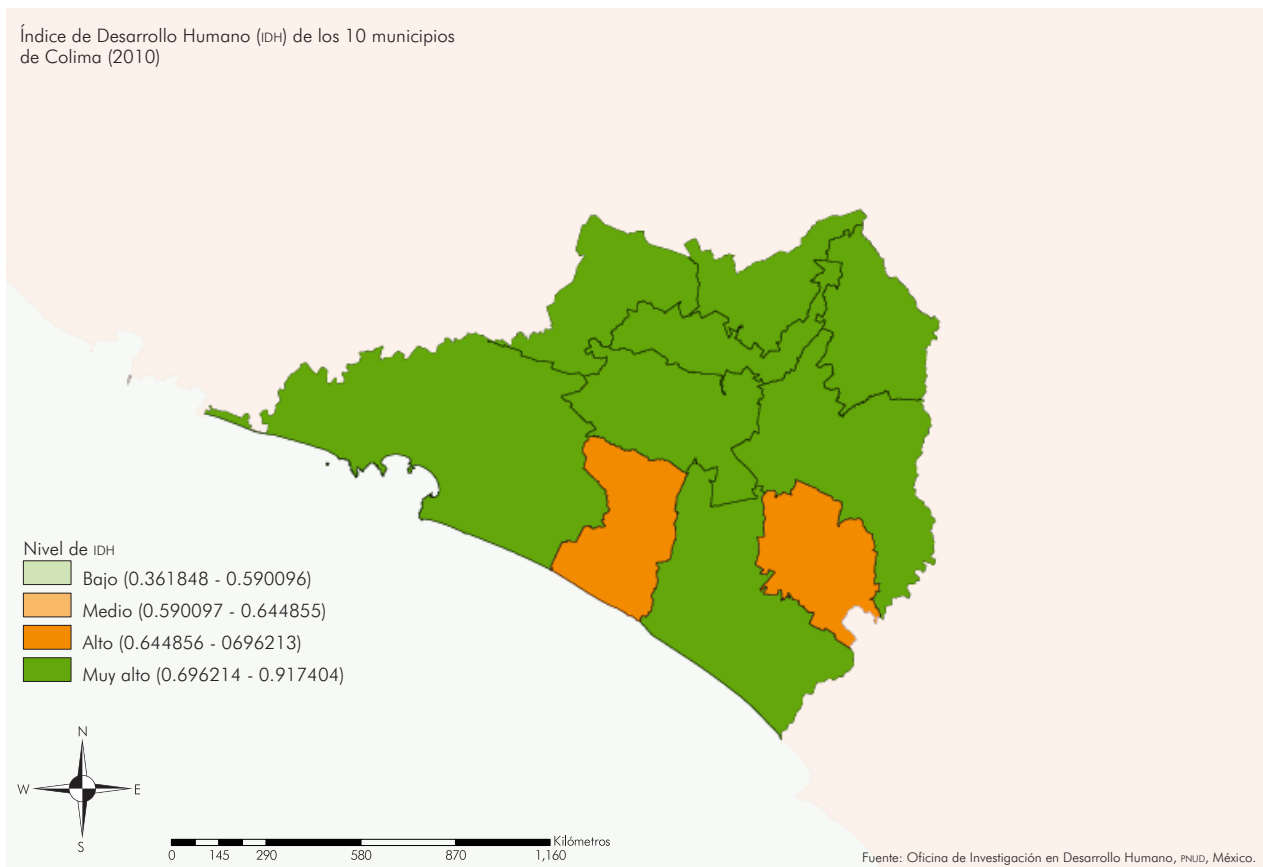 Índice de Desarrollo Humano (IDH) de los 10 municipios
de Colima (2010)
Nivel de IDH
Bajo (0.361848 - 0.590096)
Medio (0.590097 - 0.644855)
Alto (0.644856 - 0696213)
Muy alto (0.696214 - 0.917404)
N
W E
S
Kilómetros
0 145 290 580 870 1,160
Fuente: Oficina de Investigación en Desarrollo Humano, PNUD, México.